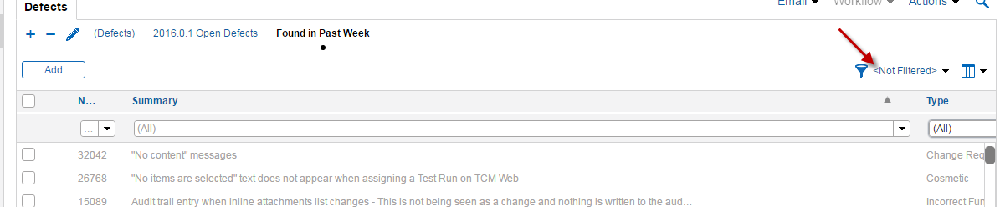 Defects
Email Workflow Actions
+ − (Defects) 2016.0.1 Open Defects Found in Past Week
Add <Not Filtered>
N... Summary Type
... (All) (All)
32042 "No content" messages Change Req
26768 "No items are selected" text does not appear when assigning a Test Run on TCM Web Cosmetic
15089 Audit trail entry when inline attachments list changes - This is not being seen as a change and nothing is written to the aud... Incorrect Fun